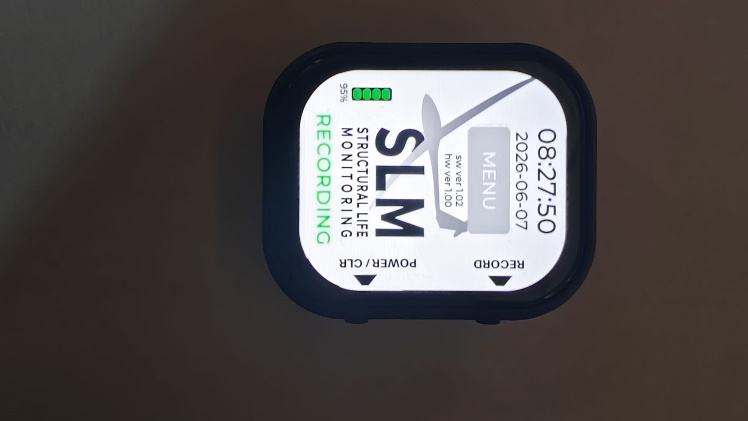 08:27:50
2026-06-07
MENU
sw ver 1.02
hw ver 1.00
SLM
STRUCTURAL LIFE
MONITORING
RECORDING
95%
RECORD
POWER / CLR